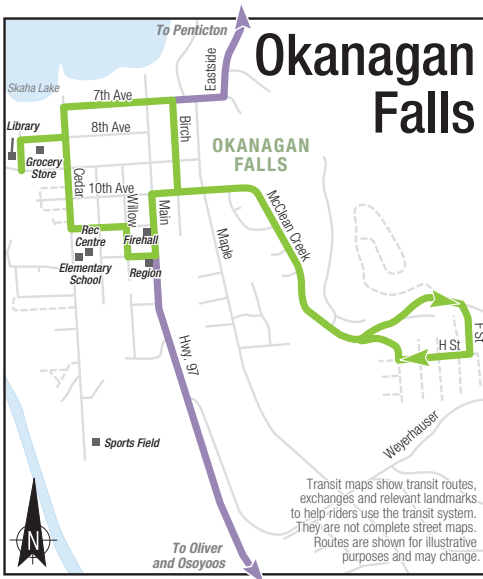 To Penticton
Okanagan
Falls
Eastside
Skaha Lake
7th Ave
Library
8th Ave
Birch
Grocery
Store
OKANAGAN
FALLS
Cedar
10th Ave
Willow
Main
McClean Creek
Rec
Centre
Firehall
Maple
Elementary
School
Region
F St
H St
Hwy. 97
Weyerhauser
Sports Field
Transit maps show transit routes,
exchanges and relevant landmarks
to help riders use the transit system.
They are not complete street maps.
Routes are shown for illustrative
purposes and may change.
N
To Oliver
and Osoyoos